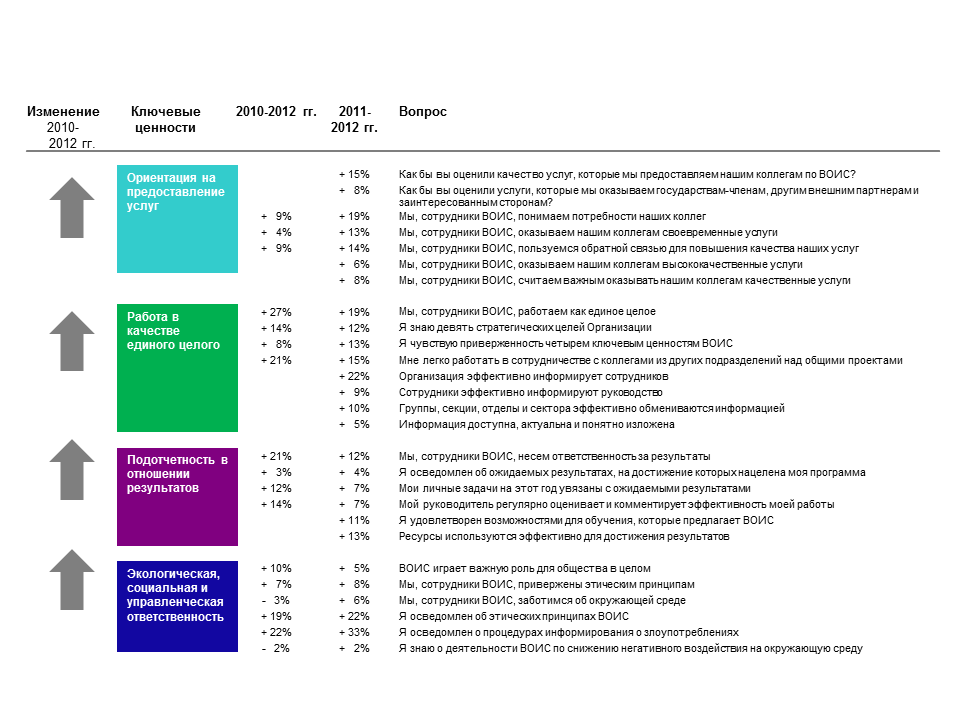 Изменение Ключевые 2010-2012 гг. 2011- Вопрос
2010- ценности 2012 гг.
2012 гг.
Ориентация на
предоставление
услуг
+ 15% Как бы вы оценили качество услуг, которые мы предоставляем нашим коллегам по ВОИС?
+ 8% Как бы вы оценили услуги, которые мы оказываем государствам-членам, другим внешним партнерам и
заинтересованным сторонам?
+ 9% + 19% Мы, сотрудники ВОИС, понимаем потребности наших коллег
+ 4% + 13% Мы, сотрудники ВОИС, оказываем нашим коллегам своевременные услуги
+ 9% + 14% Мы, сотрудники ВОИС, пользуемся обратной связью для повышения качества наших услуг
+ 6% Мы, сотрудники ВОИС, оказываем нашим коллегам высококачественные услуги
+ 8% Мы, сотрудники ВОИС, считаем важным оказывать нашим коллегам качественные услуги
Работа в
качестве
единого целого
+ 27% + 19% Мы, сотрудники ВОИС, работаем как единое целое
+ 14% + 12% Я знаю девять стратегических целей Организации
+ 8% + 13% Я чувствую приверженность четырем ключевым ценностям ВОИС
+ 21% + 15% Мне легко работать в сотрудничестве с коллегами из других подразделений над общими проектами
+ 22% Организация эффективно информирует сотрудников
+ 9% Сотрудники эффективно информируют руководство
+ 10% Группы, секции, отделы и сектора эффективно обмениваются информацией
+ 5% Информация доступна, актуальна и понятно изложена
Подотчетность в
отношении
результатов
+ 21% + 12% Мы, сотрудники ВОИС, несем ответственность за результаты
+ 3% + 4% Я осведомлен об ожидаемых результатах, на достижение которых нацелена моя программа
+ 12% + 7% Мои личные задачи на этот год увязаны с ожидаемыми результатами
+ 14% + 7% Мой руководитель регулярно оценивает и комментирует эффективность моей работы
+ 11% Я удовлетворен возможностями для обучения, которые предлагает ВОИС
+ 13% Ресурсы используются эффективно для достижения результатов
Экологическая,
социальная и
управленческая
ответственность
+ 10% + 5% ВОИС играет важную роль для общества в целом
+ 7% + 8% Мы, сотрудники ВОИС, привержены этическим принципам
- 3% + 6% Мы, сотрудники ВОИС, заботимся об окружающей среде
+ 19% + 22% Я осведомлен об этических принципах ВОИС
+ 22% + 33% Я осведомлен о процедурах информирования о злоупотреблениях
- 2% + 2% Я знаю о деятельности ВОИС по снижению негативного воздействия на окружающую среду